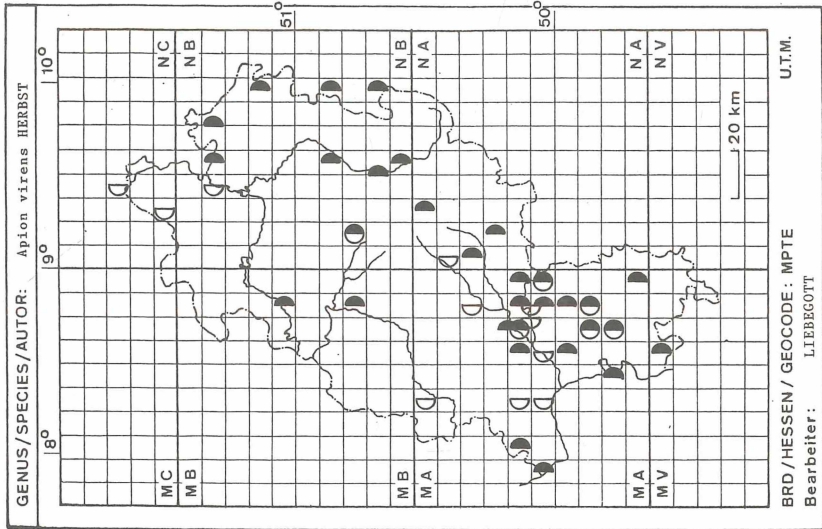 GENUS/SPECIES/AUTOR: Apion virens HERBST
8° 9° 10°
MC NC
MB NB
51°
MB NB
MA NA
50°
MA NA
MV NV
20 km
BRD/HESSEN/ GEOCODE: MPTE U.T.M.
Bearbeiter: LIEBEGOTT